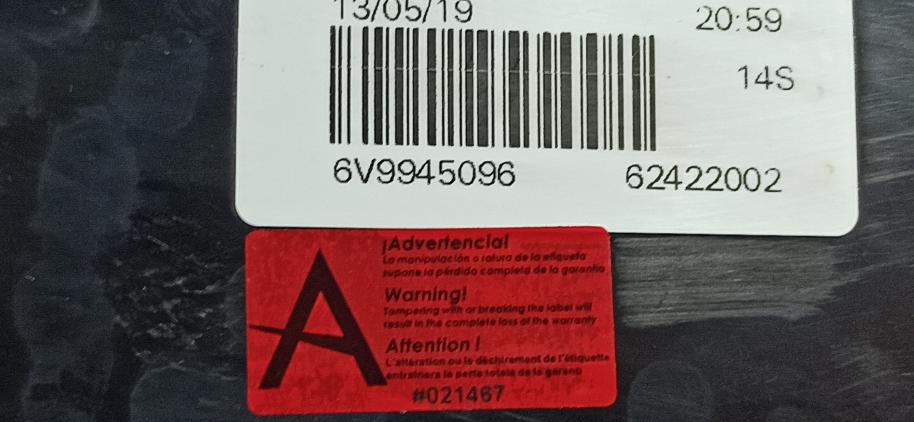 13/05/19 20:59
14S
6V9945096 62422002
A
¡Advertencia!
La manipulación o rotura de la etiqueta
supone la pérdida completa de la garantía
Warning!
Tampering with or breaking the label will
result in the complete loss of the warranty
Attention !
L'altération ou le déchirement de l'étiquette
entraînera la perte totale de la garanti
#021467